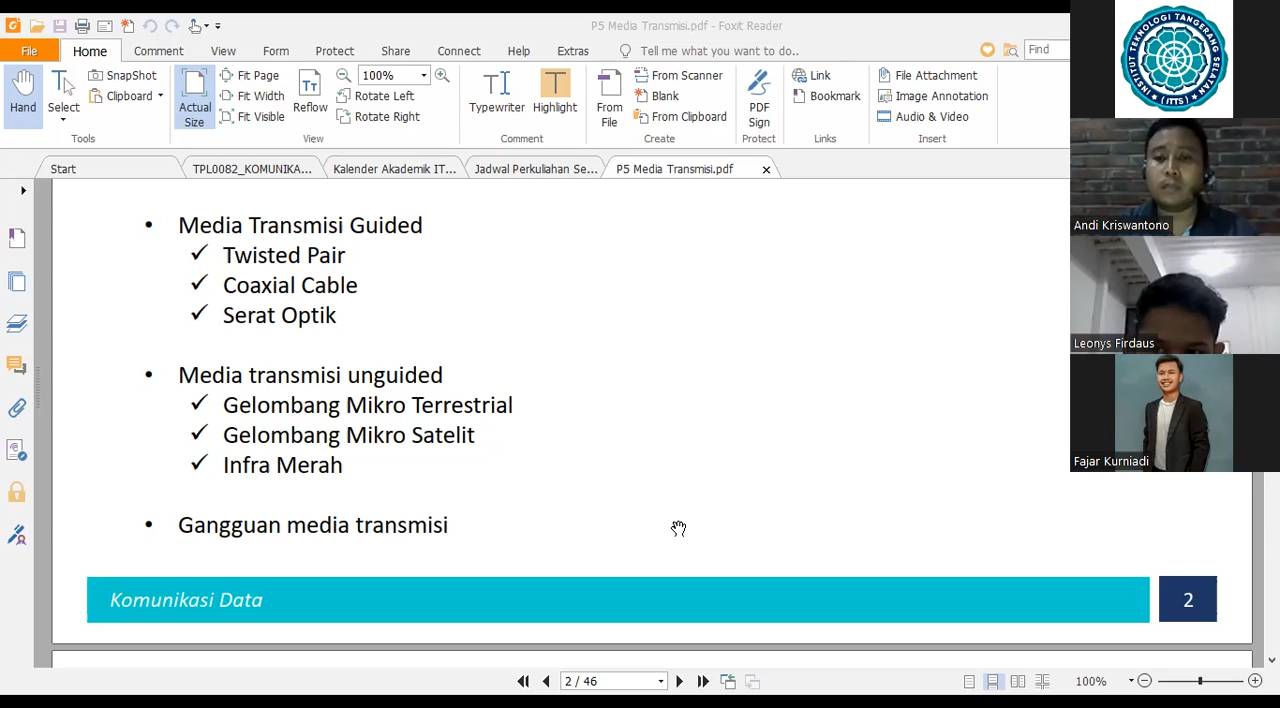 P5 Media Transmisi.pdf - Foxit Reader
File Home Comment View Form Protect Share Connect Help Extras Tell me what you want to do.. Find
Hand
Select
SnapShot
Clipboard
Tools
Actual Size
Fit Page
Fit Width
Fit Visible
Reflow
100%
Rotate Left
Rotate Right
View
Typewriter
Highlight
Comment
From File
From Scanner
Blank
From Clipboard
Create
PDF Sign
Protect
Link
Bookmark
Links
File Attachment
Image Annotation
Audio & Video
Insert
Start
TPL0082_KOMUNIKA...
Kalender Akademik IT...
Jadwal Perkuliahan Se...
P5 Media Transmisi.pdf
• Media Transmisi Guided
✓ Twisted Pair
✓ Coaxial Cable
✓ Serat Optik
• Media transmisi unguided
✓ Gelombang Mikro Terrestrial
✓ Gelombang Mikro Satelit
✓ Infra Merah
• Gangguan media transmisi
Komunikasi Data
2
2 / 46
100%
INSTITUT TEKNOLOGI TANGERANG SELATAN
(ITTS)
Andi Kriswantono
Leonys Firdaus
Fajar Kurniadi